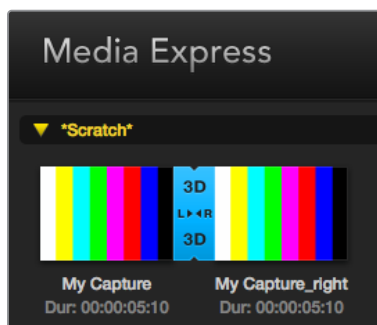 Media Express
*Scratch*
3D
L R
3D
My Capture
My Capture_right
Dur: 00:00:05:10
Dur: 00:00:05:10